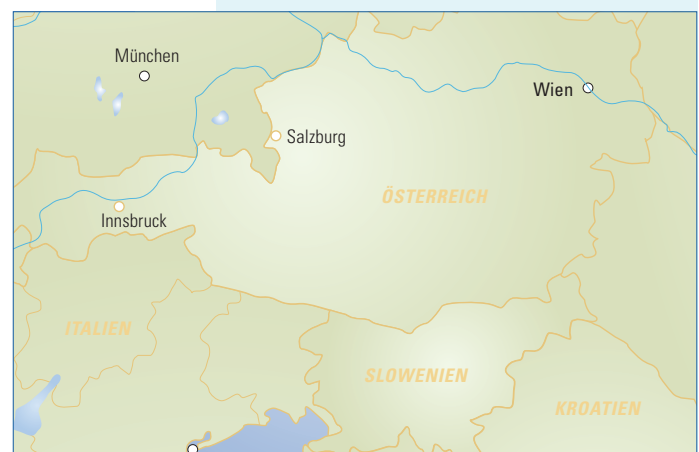 München
Wien
Salzburg
ÖSTERREICH
Innsbruck
ITALIEN
SLOWENIEN
KROATIEN